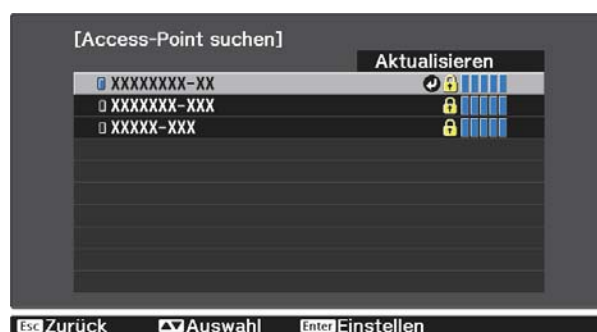 [Access-Point suchen]
Aktualisieren
XXXXXXXX-XX
XXXXXXX-XXX
XXXXX-XXX
Esc Zurück Auswahl Enter Einstellen